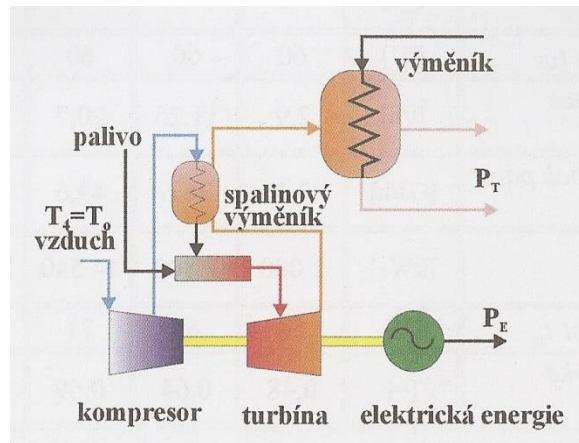 výměník
palivo
P_T
spalinový
výměník
T_4=T_o
vzduch
P_E
kompresor
turbína
elektrická energie